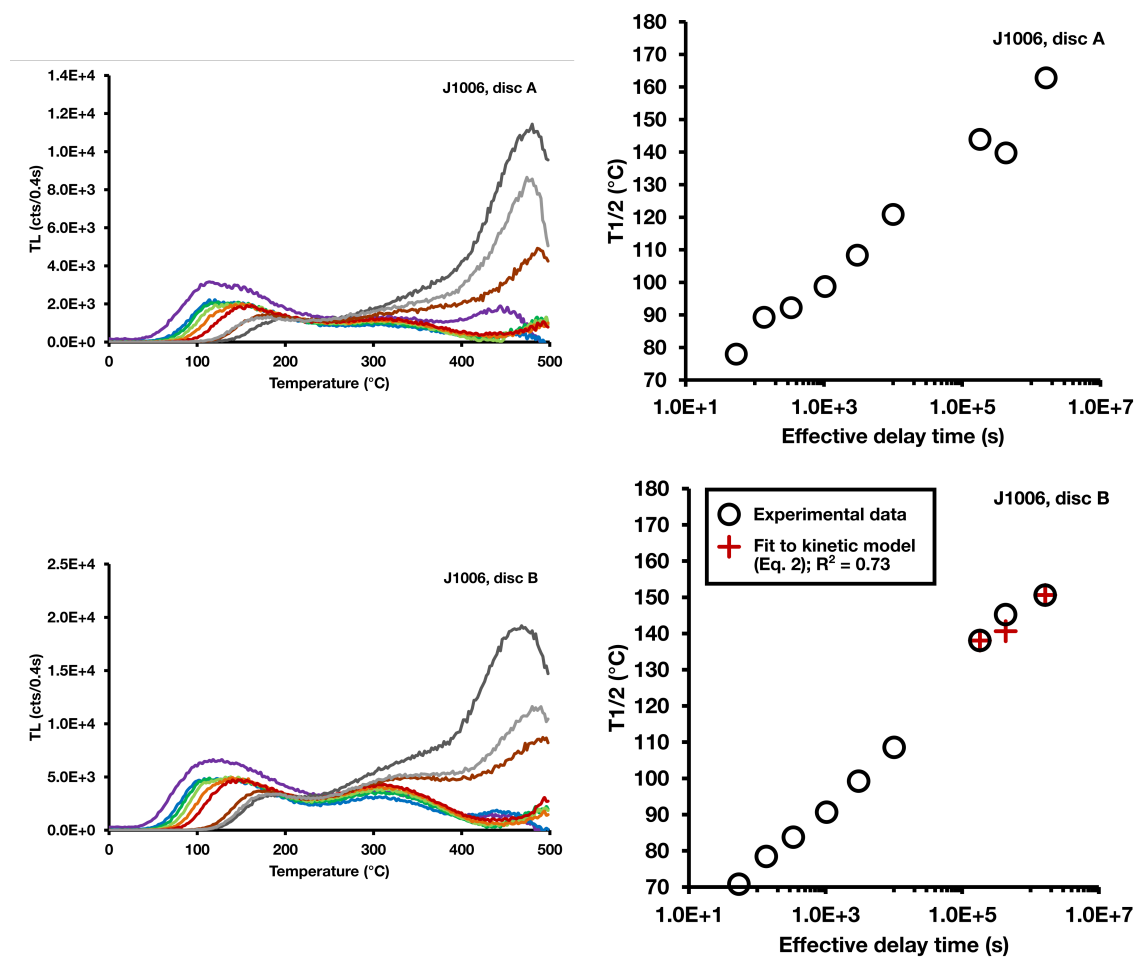 J1006, disc A
1.4E+4
1.2E+4
1.0E+4
8.0E+3
6.0E+3
4.0E+3
2.0E+3
0.0E+0
TL (cts/0.4s)
0 100 200 300 400 500
Temperature (°C)
J1006, disc A
180
170
160
150
140
130
120
110
100
90
80
70
T1/2 (°C)
1.0E+1 1.0E+3 1.0E+5 1.0E+7
Effective delay time (s)
J1006, disc B
2.5E+4
2.0E+4
1.5E+4
1.0E+4
5.0E+3
0.0E+0
TL (cts/0.4s)
0 100 200 300 400 500
Temperature (°C)
J1006, disc B
Experimental data
Fit to kinetic model
(Eq. 2); R² = 0.73
180
170
160
150
140
130
120
110
100
90
80
70
T1/2 (°C)
1.0E+1 1.0E+3 1.0E+5 1.0E+7
Effective delay time (s)